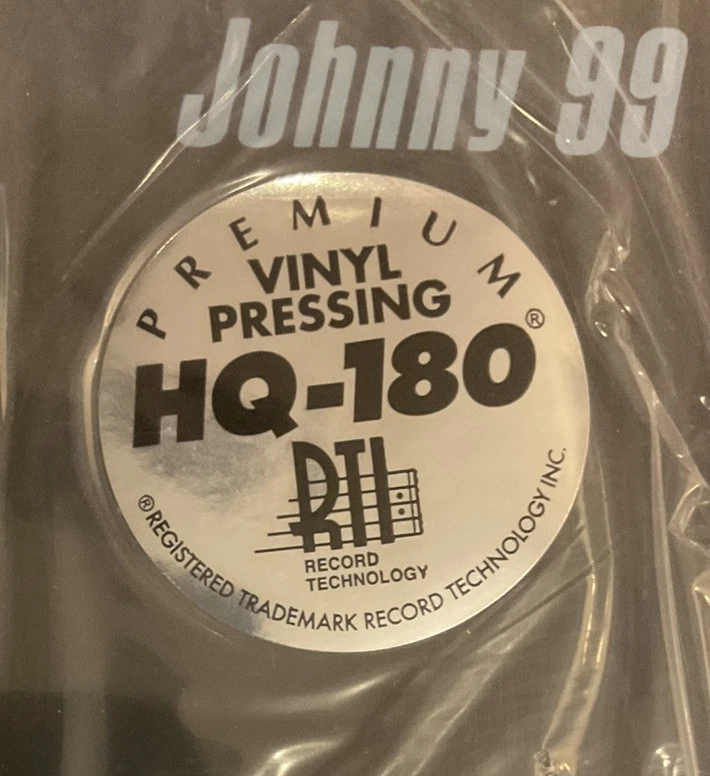 Johnny 99
PREMIUM
VINYL
PRESSING
HQ-180®
RTI
RECORD
TECHNOLOGY
® REGISTERED TRADEMARK RECORD TECHNOLOGY INC.